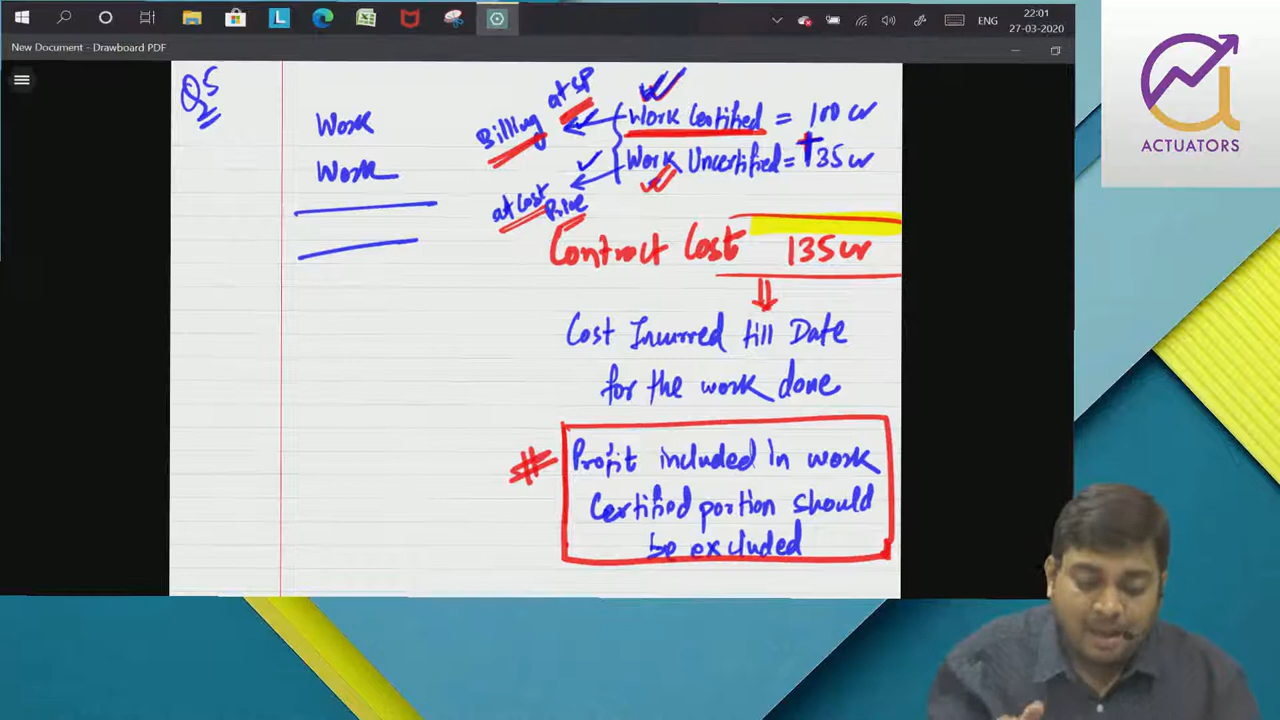 22:01
ENG
27-03-2020
New Document - Drawboard PDF
ACTUATORS
Q5
Work
Work
Billing at SP
Work Certified = 100 cr
at Cost Price
Work Uncertified = +35 cr
Contract Cost 135 cr
Cost Incurred till Date
for the work done
# Profit included in work
Certified portion should
be excluded